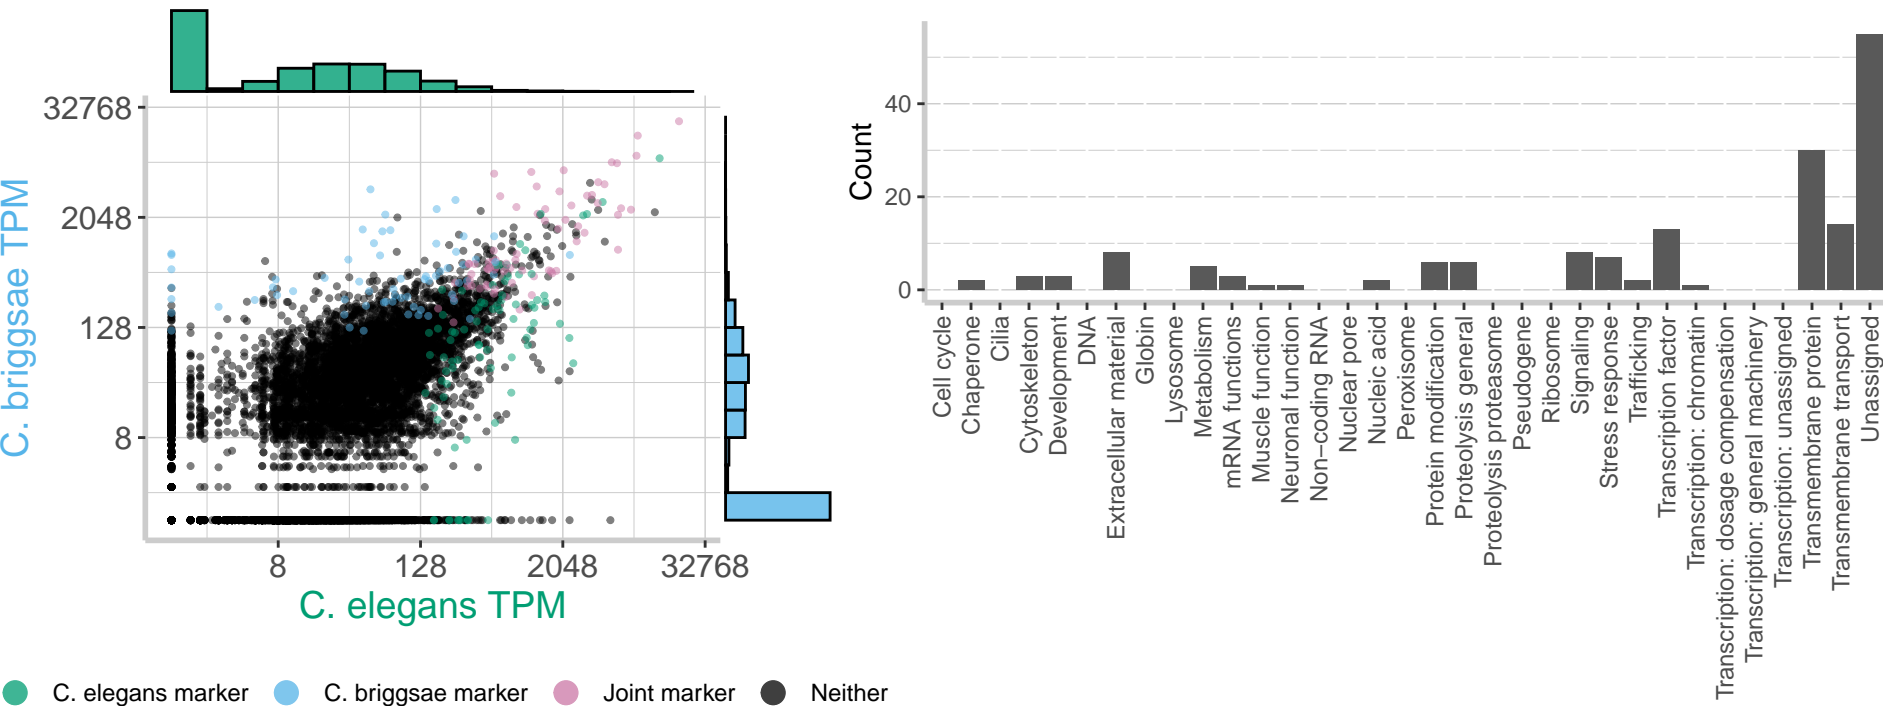 32768
2048
128
8
C. briggsae TPM
8
128
2048
32768
C. elegans TPM
C. elegans marker
C. briggsae marker
Joint marker
Neither
Count
40
20
0
Cell cycle
Chaperone
Cilia
Cytoskeleton
Development
DNA
Extracellular material
Globin
Lysosome
Metabolism
mRNA functions
Muscle function
Neuronal function
Non−coding RNA
Nuclear pore
Nucleic acid
Peroxisome
Protein modification
Proteolysis general
Proteolysis proteasome
Pseudogene
Ribosome
Signaling
Stress response
Trafficking
Transcription factor
Transcription: chromatin
Transcription: dosage compensation
Transcription: general machinery
Transcription: unassigned
Transmembrane protein
Transmembrane transport
Unassigned